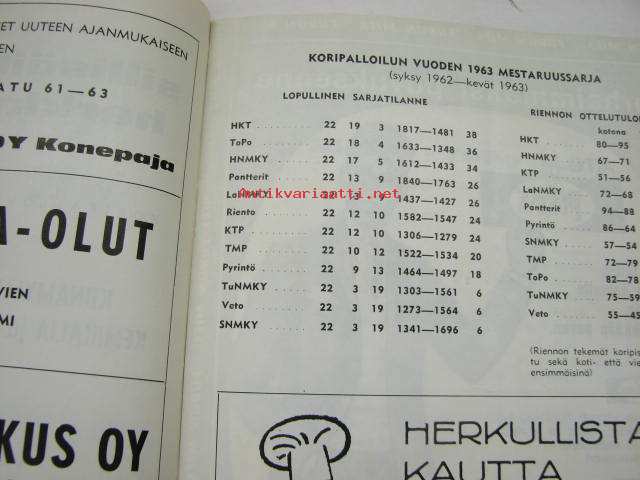 ET UUTEEN AJANMUKAISEEN
EN
ATU 61—63
OY Konepaja
A-OLUT
VIEN
MI
KUS OY
KORIPALLOILUN VUODEN 1963 MESTARUUSSARJA
(syksy 1962—kevät 1963)
LOPULLINEN SARJATILANNE
HKT 22 19 3 1817—1481 38
ToPo 22 18 4 1633—1348 36
HNMKY 22 17 5 1612—1433 34
Pantterit 22 13 9 1840—1763 26
LaNMKY 22 13 9 1437—1427 26
Riento 22 12 10 1582—1547 24
KTP 22 12 10 1306—1279 24
TMP 22 10 12 1522—1534 20
Pyrintö 22 9 13 1464—1497 18
TuNMKY 22 3 19 1303—1561 6
Veto 22 3 19 1273—1564 6
SNMKY 22 3 19 1341—1696 6
RIENNON OTTELUTULO
kotona
HKT 80—95
HNMKY 67—71
KTP 51—56
LaNMKY 72—68
Pantterit 94—88
Pyrintö 86—64
SNMKY 57—54
TMP 72—79
ToPo 82—78
TuNMKY 75—59
Veto 55—45
(Riennon tekemät koripis
tu sekä koti- että vie
ensimmäisinä)
HERKULLISTA
KAUTTA
Antikvariaatti.net